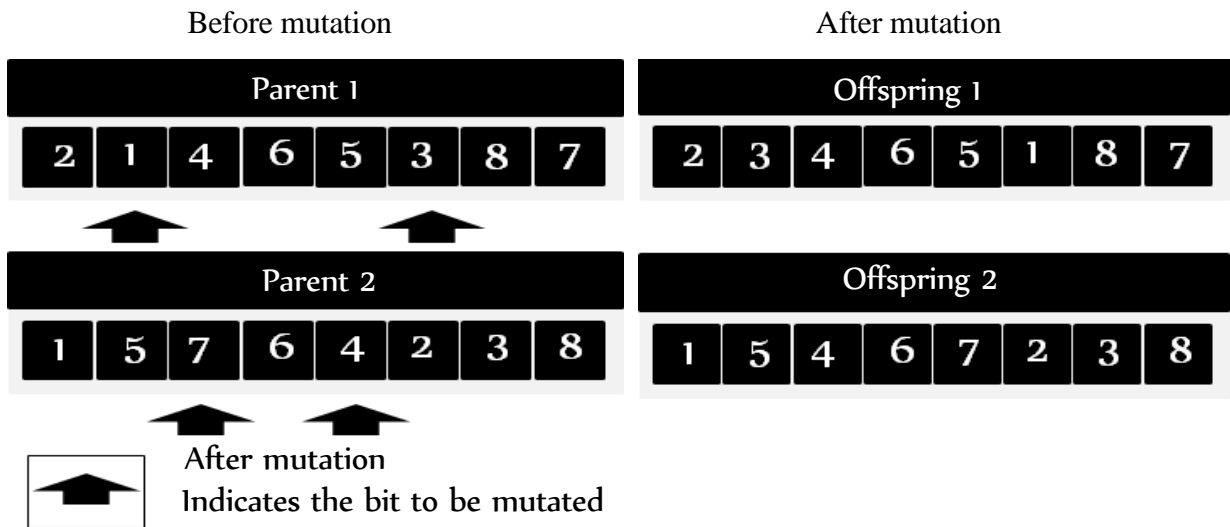 Before mutation After mutation
Parent 1 Offspring 1
2 1 4 6 5 3 8 7 2 3 4 6 5 1 8 7
Parent 2 Offspring 2
1 5 7 6 4 2 3 8 1 5 4 6 7 2 3 8
After mutation
Indicates the bit to be mutated